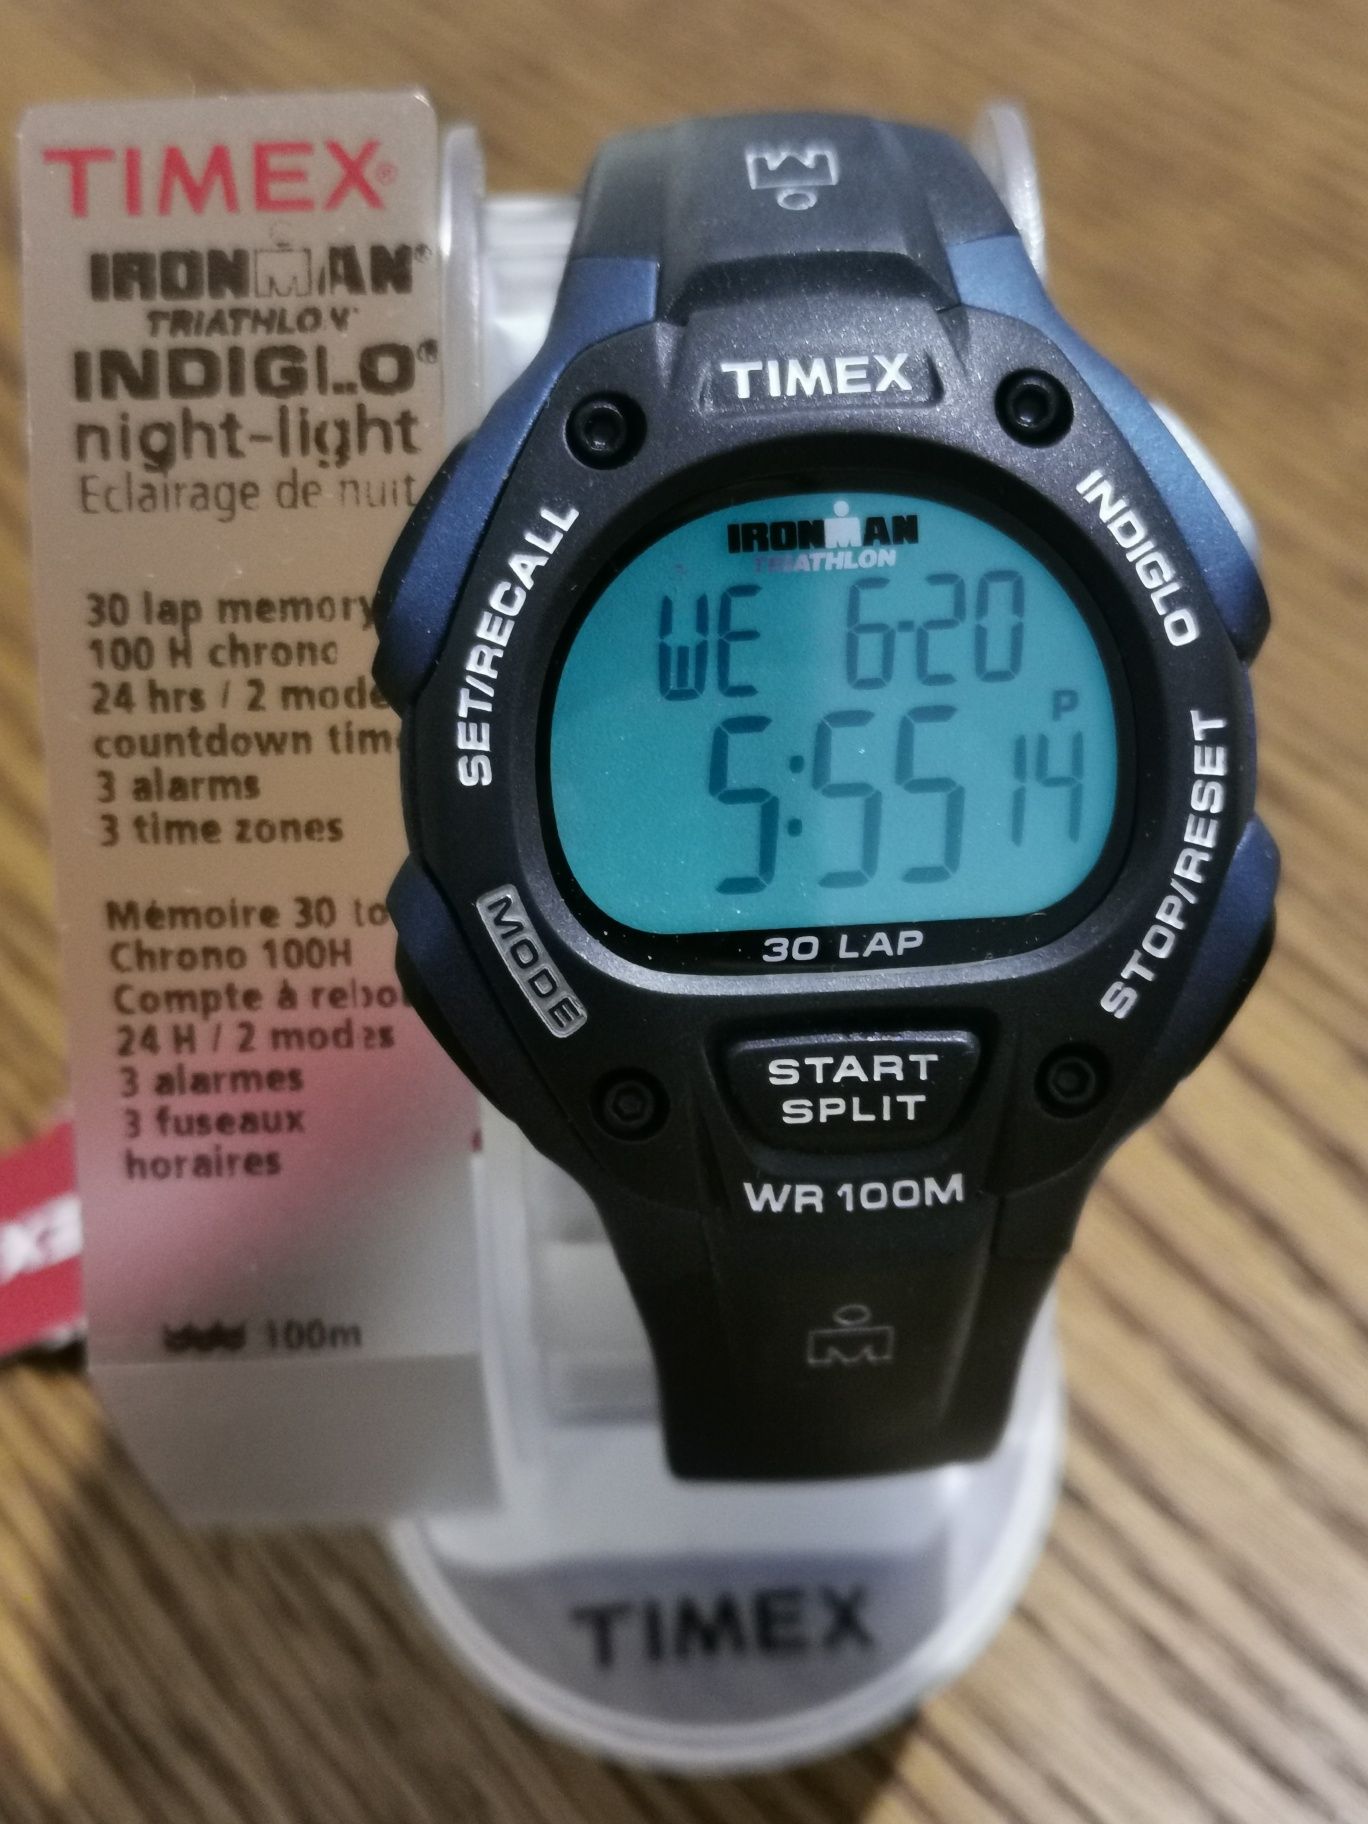 TIMEX®
IRONMAN®
TRIATHLON
INDIGLO®
night-light
Eclairage de nuit
30 lap memory
100 H chrono
24 hrs / 2 mode
countdown tim
3 alarms
3 time zones
Mémoire 30 to
Chrono 100H
Compte à rebo
24 H / 2 modes
3 alarmes
3 fuseaux
horaires
100m
TIMEX
SET/RECALL
INDIGLO
IRONMAN
TRIATHLON
WE 6-20
P
5:55 14
MODE
STOP/RESET
30 LAP
START
SPLIT
WR 100M
TIMEX